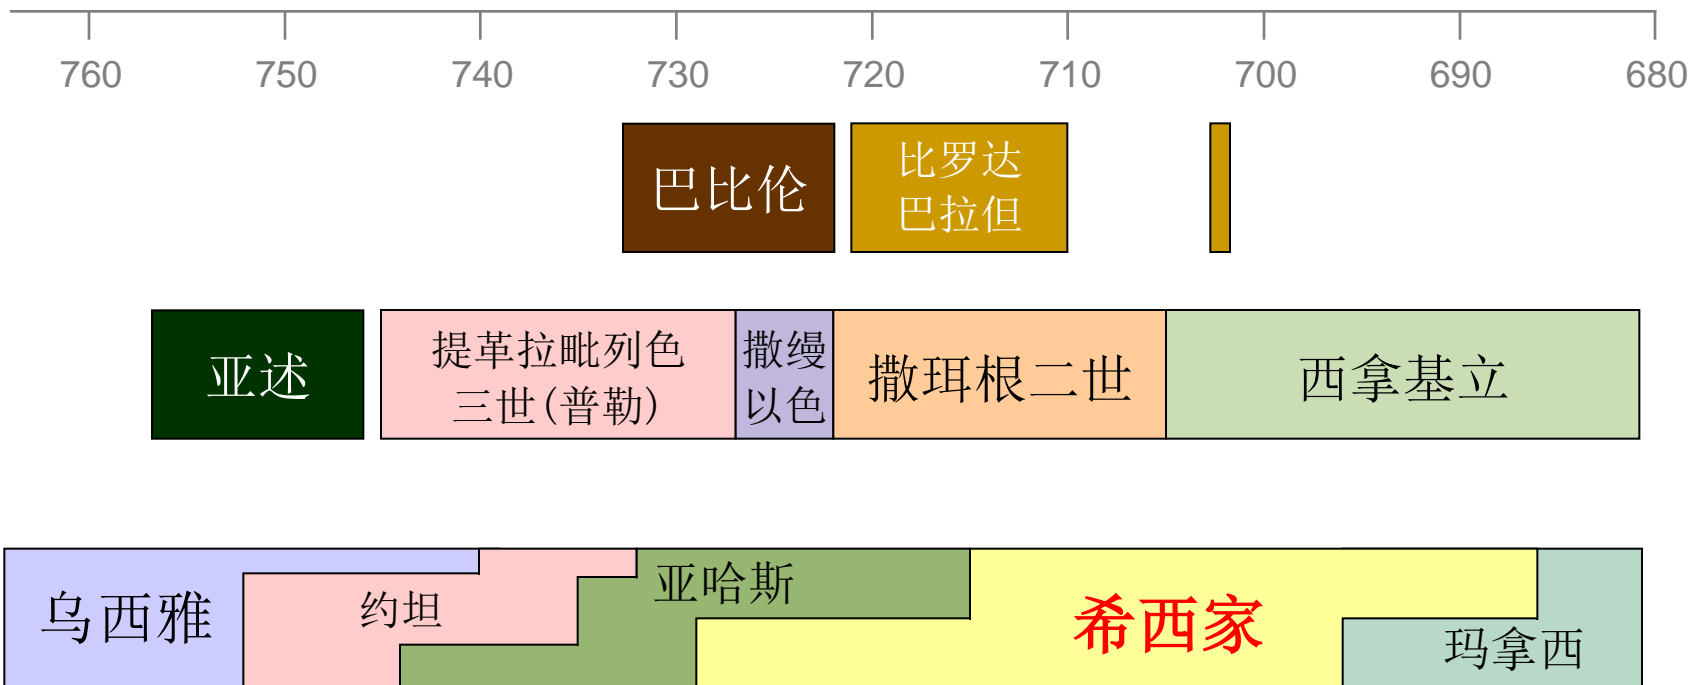 760 750 740 730 720 710 700 690 680
巴比伦
比罗达
巴拉但
亚述
提革拉毗列色
三世(普勒)
撒缦
以色
撒珥根二世
西拿基立
乌西雅
约坦
亚哈斯
希西家
玛拿西